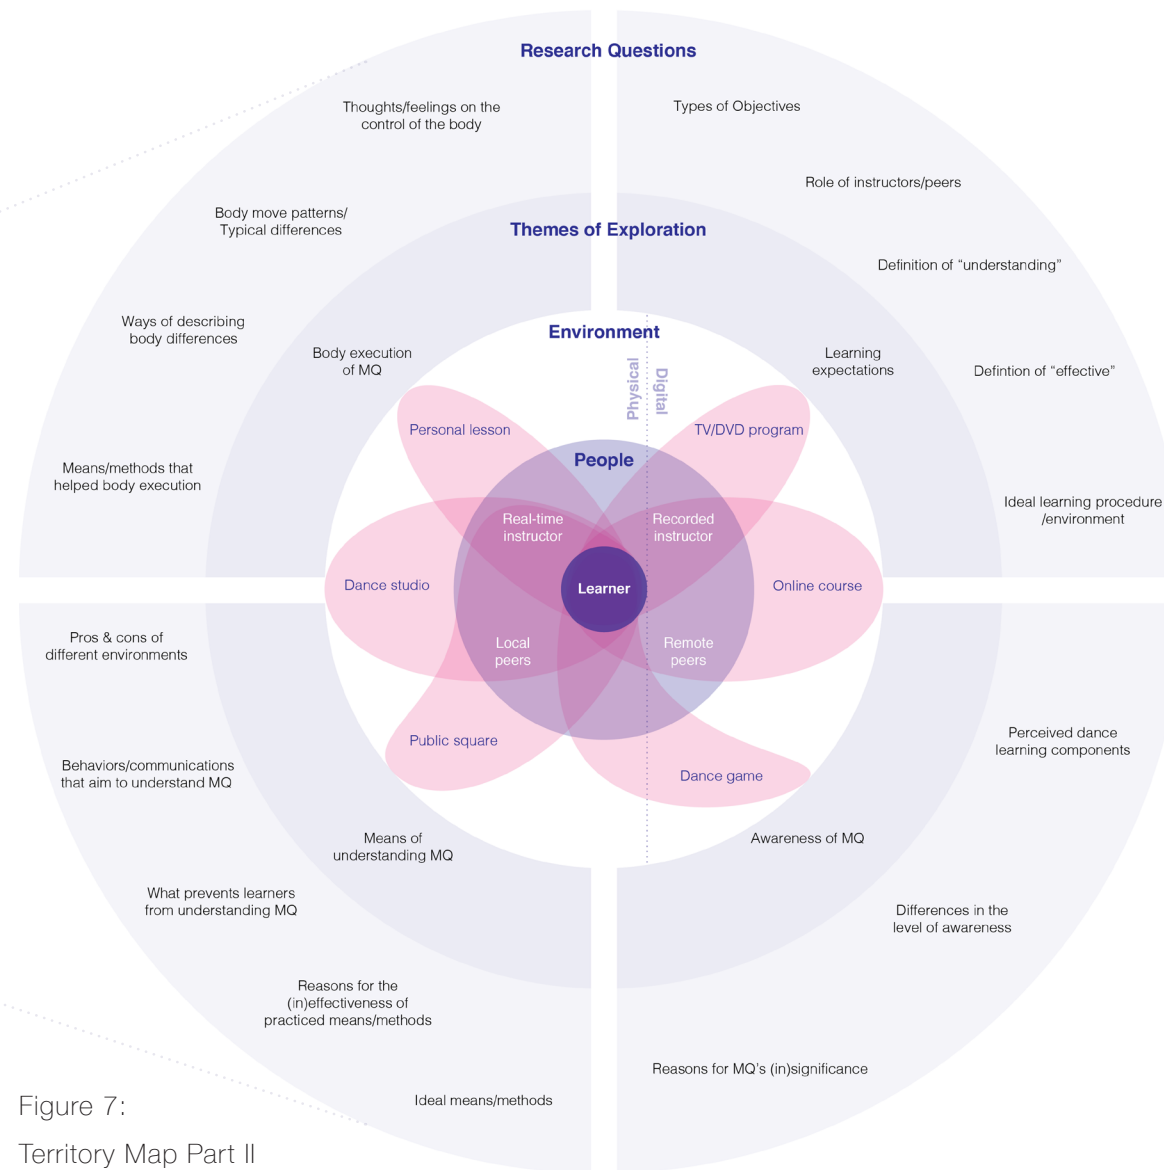 Research Questions
Thoughts/feelings on the
control of the body
Types of Objectives
Role of instructors/peers
Body move patterns/
Typical differences
Themes of Exploration
Definition of “understanding”
Ways of describing
body differences
Environment
Body execution
of MQ
Learning
expectations
Defintion of “effective”
Physical
Digital
Personal lesson
TV/DVD program
People
Means/methods that
helped body execution
Ideal learning procedure
/environment
Real-time
instructor
Recorded
instructor
Dance studio
Learner
Online course
Pros & cons of
different environments
Local
peers
Remote
peers
Public square
Perceived dance
learning components
Behaviors/communications
that aim to understand MQ
Dance game
Means of
understanding MQ
Awareness of MQ
What prevents learners
from understanding MQ
Differences in the
level of awareness
Reasons for the
(in)effectiveness of
practiced means/methods
Reasons for MQ’s (in)significance
Ideal means/methods
Figure 7:
Territory Map Part II